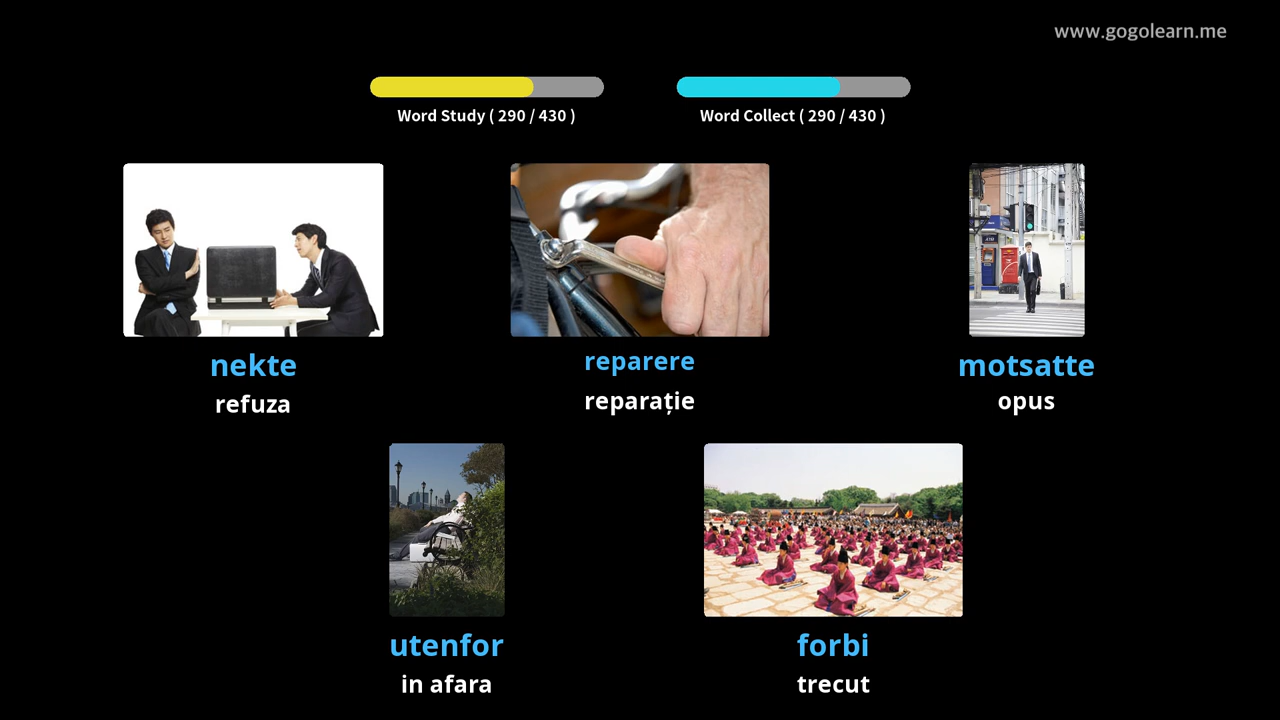 www.gogolearn.me
Word Study ( 290 / 430 )
Word Collect ( 290 / 430 )
nekte
refuza
reparere
reparație
motsatte
opus
utenfor
in afara
forbi
trecut